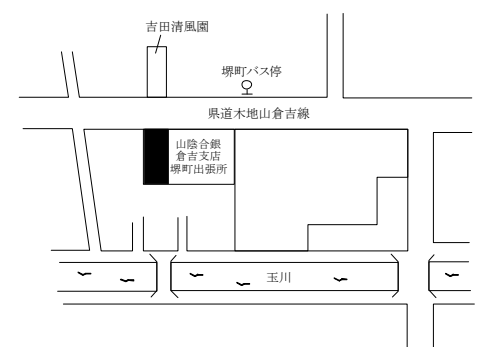 吉田清風園
堺町バス停
県道木地山倉吉線
山陰合銀
倉吉支店
堺町出張所
玉川